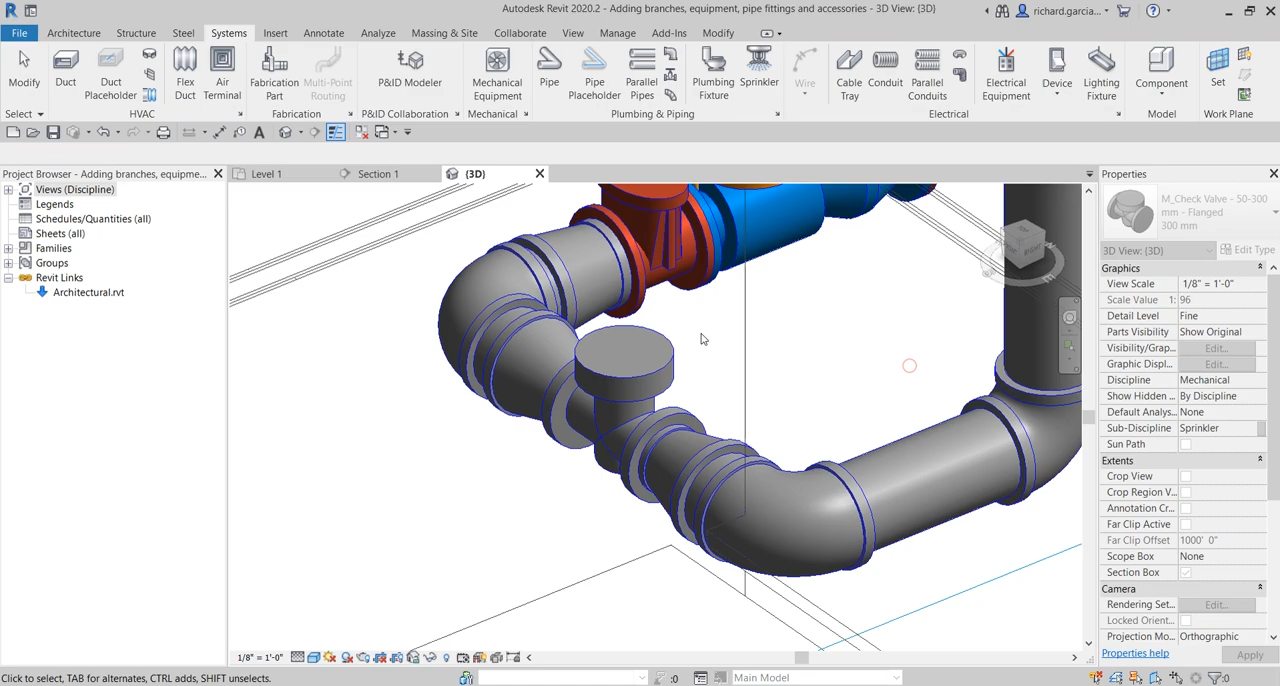 Autodesk Revit 2020.2 - Adding branches, equipment, pipe fittings and accessories - 3D View: {3D}
richard.garcia...
File Architecture Structure Steel Systems Insert Annotate Analyze Massing & Site Collaborate View Manage Add-Ins Modify
Modify
Duct
Duct Placeholder
Flex Duct
Air Terminal
Fabrication Part
Multi-Point Routing
P&ID Modeler
Mechanical Equipment
Pipe
Pipe Placeholder
Parallel Pipes
Plumbing Fixture
Sprinkler
Wire
Cable Tray
Conduit
Parallel Conduits
Electrical Equipment
Device
Lighting Fixture
Component
Set
Select HVAC Fabrication P&ID Collaboration Mechanical Plumbing & Piping Electrical Model Work Plane
Project Browser - Adding branches, equipme...
Views (Discipline)
Legends
Schedules/Quantities (all)
Sheets (all)
Families
Groups
Revit Links
Architectural.rvt
Level 1
Section 1
{3D}
TOP
RIGHT
Properties
M_Check Valve - 50-300 mm - Flanged
300 mm
3D View: {3D} Edit Type
Graphics
View Scale 1/8" = 1'-0"
Scale Value 1: 96
Detail Level Fine
Parts Visibility Show Original
Visibility/Grap... Edit...
Graphic Displ... Edit...
Discipline Mechanical
Show Hidden ... By Discipline
Default Analys... None
Sub-Discipline Sprinkler
Sun Path
Extents
Crop View
Crop Region V...
Annotation Cr...
Far Clip Active
Far Clip Offset 1000' 0"
Scope Box None
Section Box
Camera
Rendering Set... Edit...
Locked Orient...
Projection Mo... Orthographic
Properties help Apply
1/8" = 1'-0"
Click to select, TAB for alternates, CTRL adds, SHIFT unselects.
:0
Main Model
:0